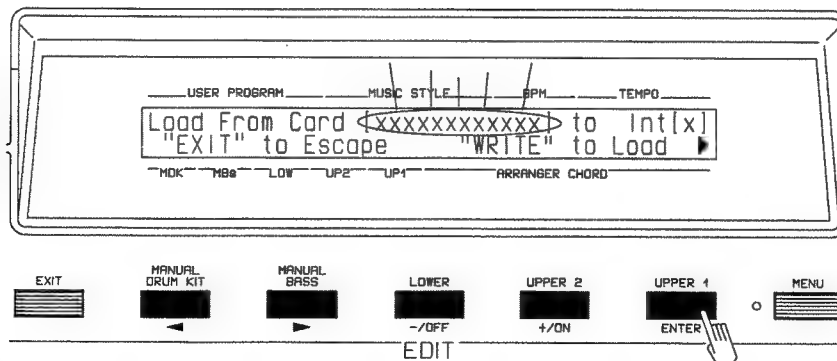 USER PROGRAM MUSIC STYLE BPM TEMPO
Load From Card [XXXXXXXXXXXX] to Int[x]
"EXIT" to Escape "WRITE" to Load ▶
MDK MBs LOW UP2 UP1 ARRANGER CHORD
EXIT MANUAL DRUM KIT MANUAL BASS LOWER UPPER 2 UPPER 1 MENU
◄ ► -/OFF +/ON ENTER
EDIT